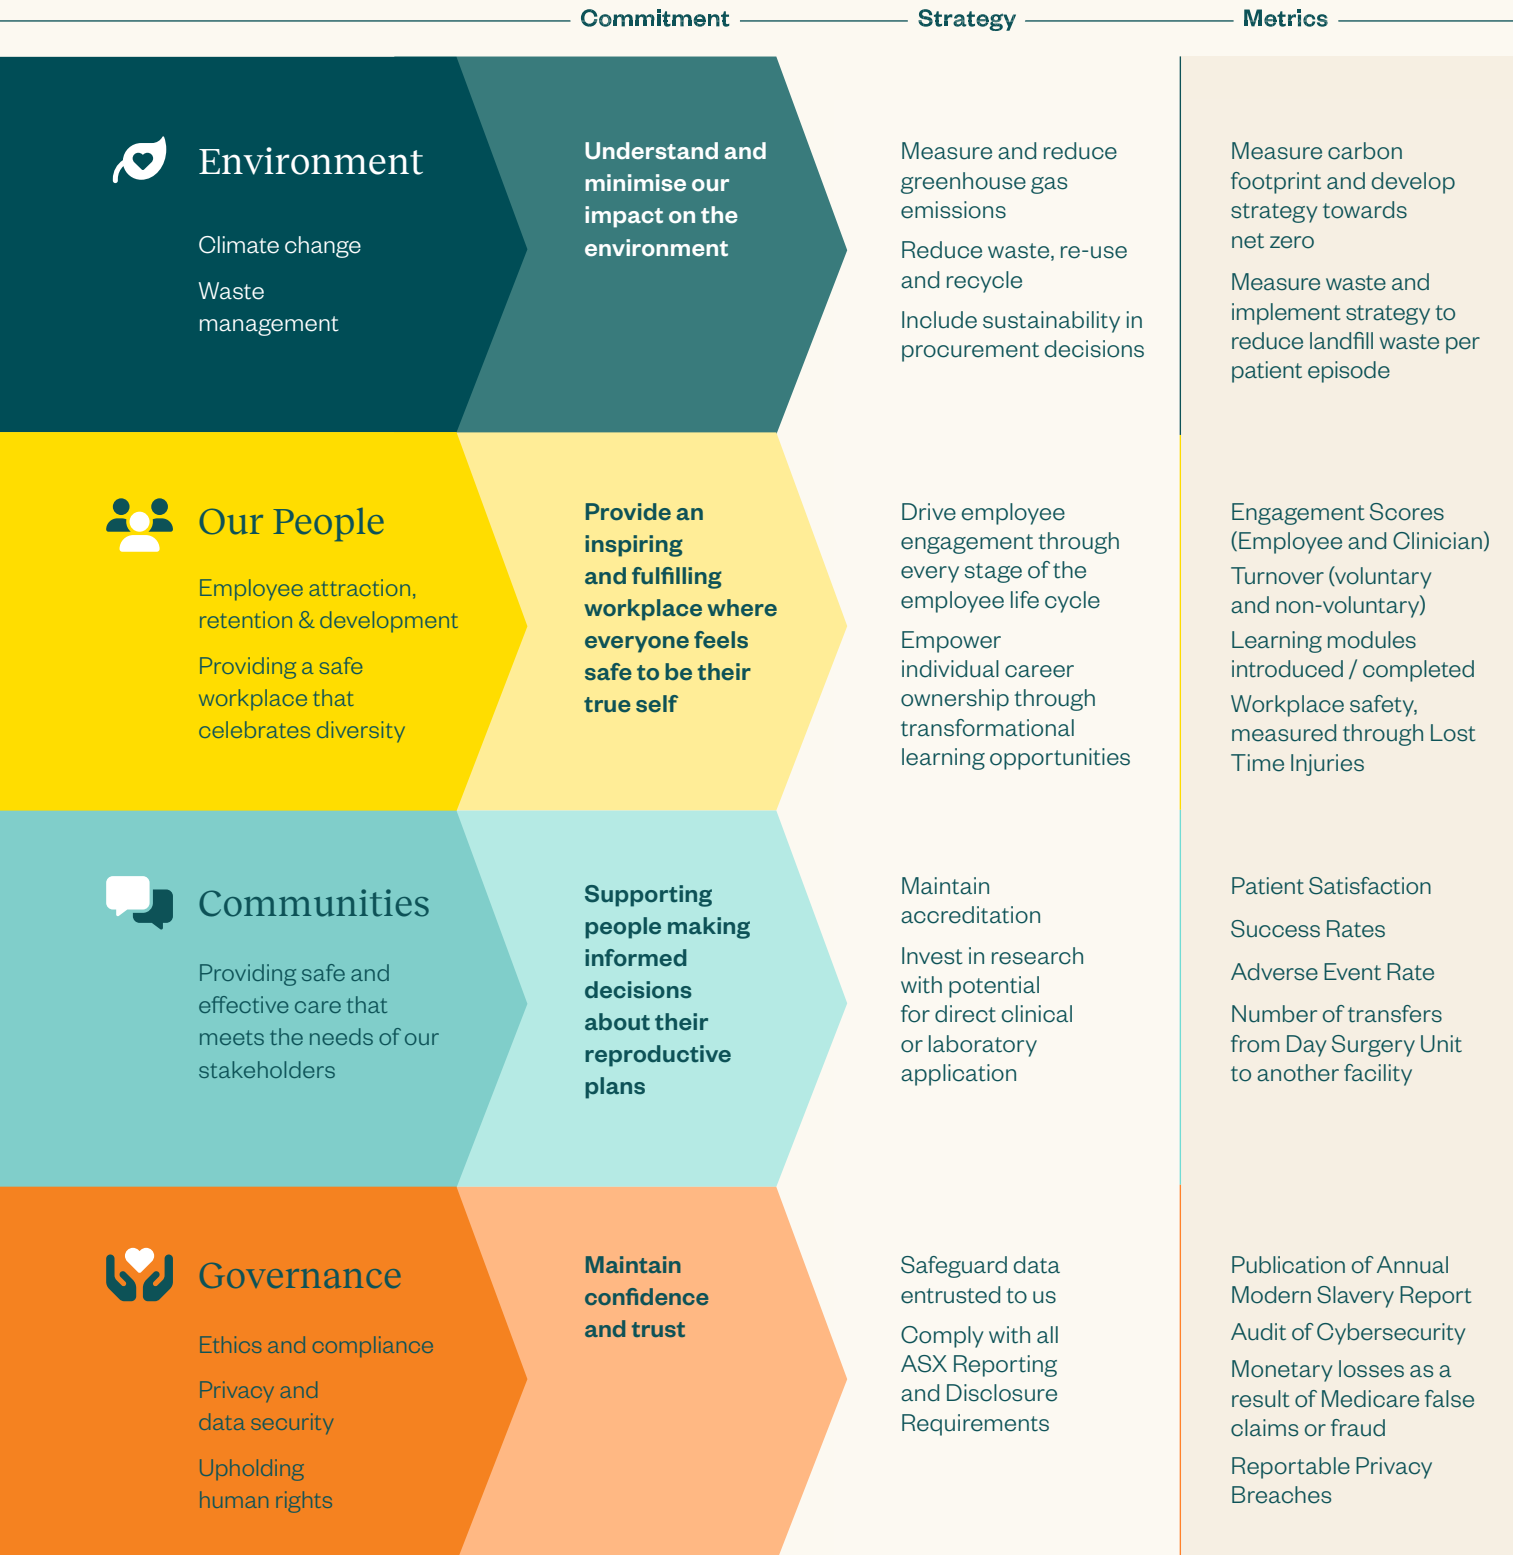 Commitment
Strategy
Metrics
Environment
Climate change
Waste
management
Understand and
minimise our
impact on the
environment
Measure and reduce
greenhouse gas
emissions
Reduce waste, re-use
and recycle
Include sustainability in
procurement decisions
Measure carbon
footprint and develop
strategy towards
net zero
Measure waste and
implement strategy to
reduce landfill waste per
patient episode
Our People
Employee attraction,
retention & development
Providing a safe
workplace that
celebrates diversity
Provide an
inspiring
and fulfilling
workplace where
everyone feels
safe to be their
true self
Drive employee
engagement through
every stage of the
employee life cycle
Empower
individual career
ownership through
transformational
learning opportunities
Engagement Scores
(Employee and Clinician)
Turnover (voluntary
and non-voluntary)
Learning modules
introduced / completed
Workplace safety,
measured through Lost
Time Injuries
Communities
Providing safe and
effective care that
meets the needs of our
stakeholders
Supporting
people making
informed
decisions
about their
reproductive
plans
Maintain
accreditation
Invest in research
with potential
for direct clinical
or laboratory
application
Patient Satisfaction
Success Rates
Adverse Event Rate
Number of transfers
from Day Surgery Unit
to another facility
Governance
Ethics and compliance
Privacy and
data security
Upholding
human rights
Maintain
confidence
and trust
Safeguard data
entrusted to us
Comply with all
ASX Reporting
and Disclosure
Requirements
Publication of Annual
Modern Slavery Report
Audit of Cybersecurity
Monetary losses as a
result of Medicare false
claims or fraud
Reportable Privacy
Breaches